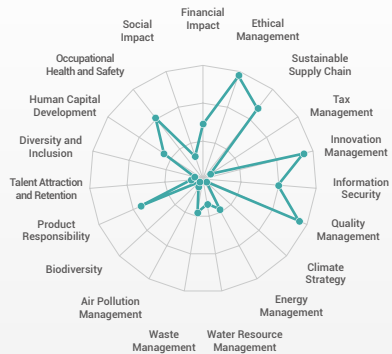 Financial
Impact
Ethical
Management
Sustainable
Supply Chain
Tax
Management
Innovation
Management
Information
Security
Quality
Management
Climate
Strategy
Energy
Management
Water Resource
Management
Waste
Management
Air Pollution
Management
Biodiversity
Product
Responsibility
Talent Attraction
and Retention
Diversity and
Inclusion
Human Capital
Development
Occupational
Health and Safety
Social
Impact